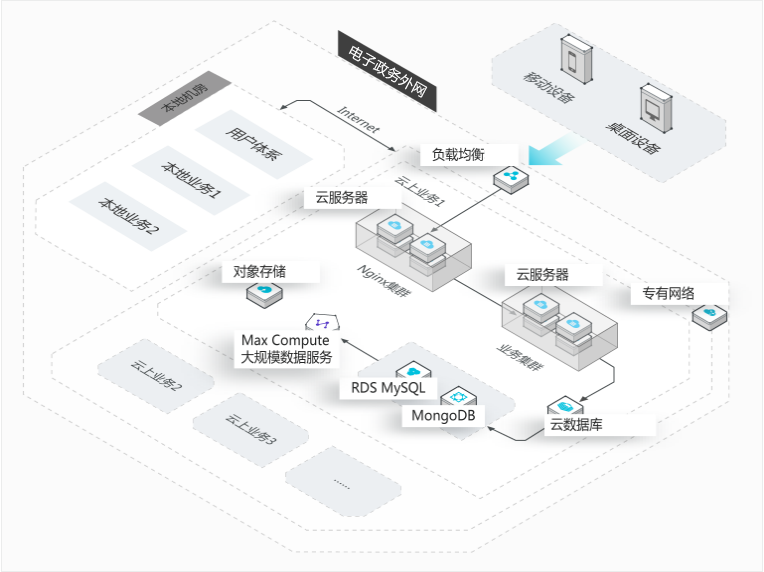 电子政务外网
移动设备
桌面设备
本地机房
用户体系
本地业务1
本地业务2
Internet
负载均衡
云上业务1
云服务器
Nginx集群
云服务器
业务集群
专有网络
对象存储
Max Compute
大规模数据服务
RDS MySQL
MongoDB
云数据库
云上业务2
云上业务3
......